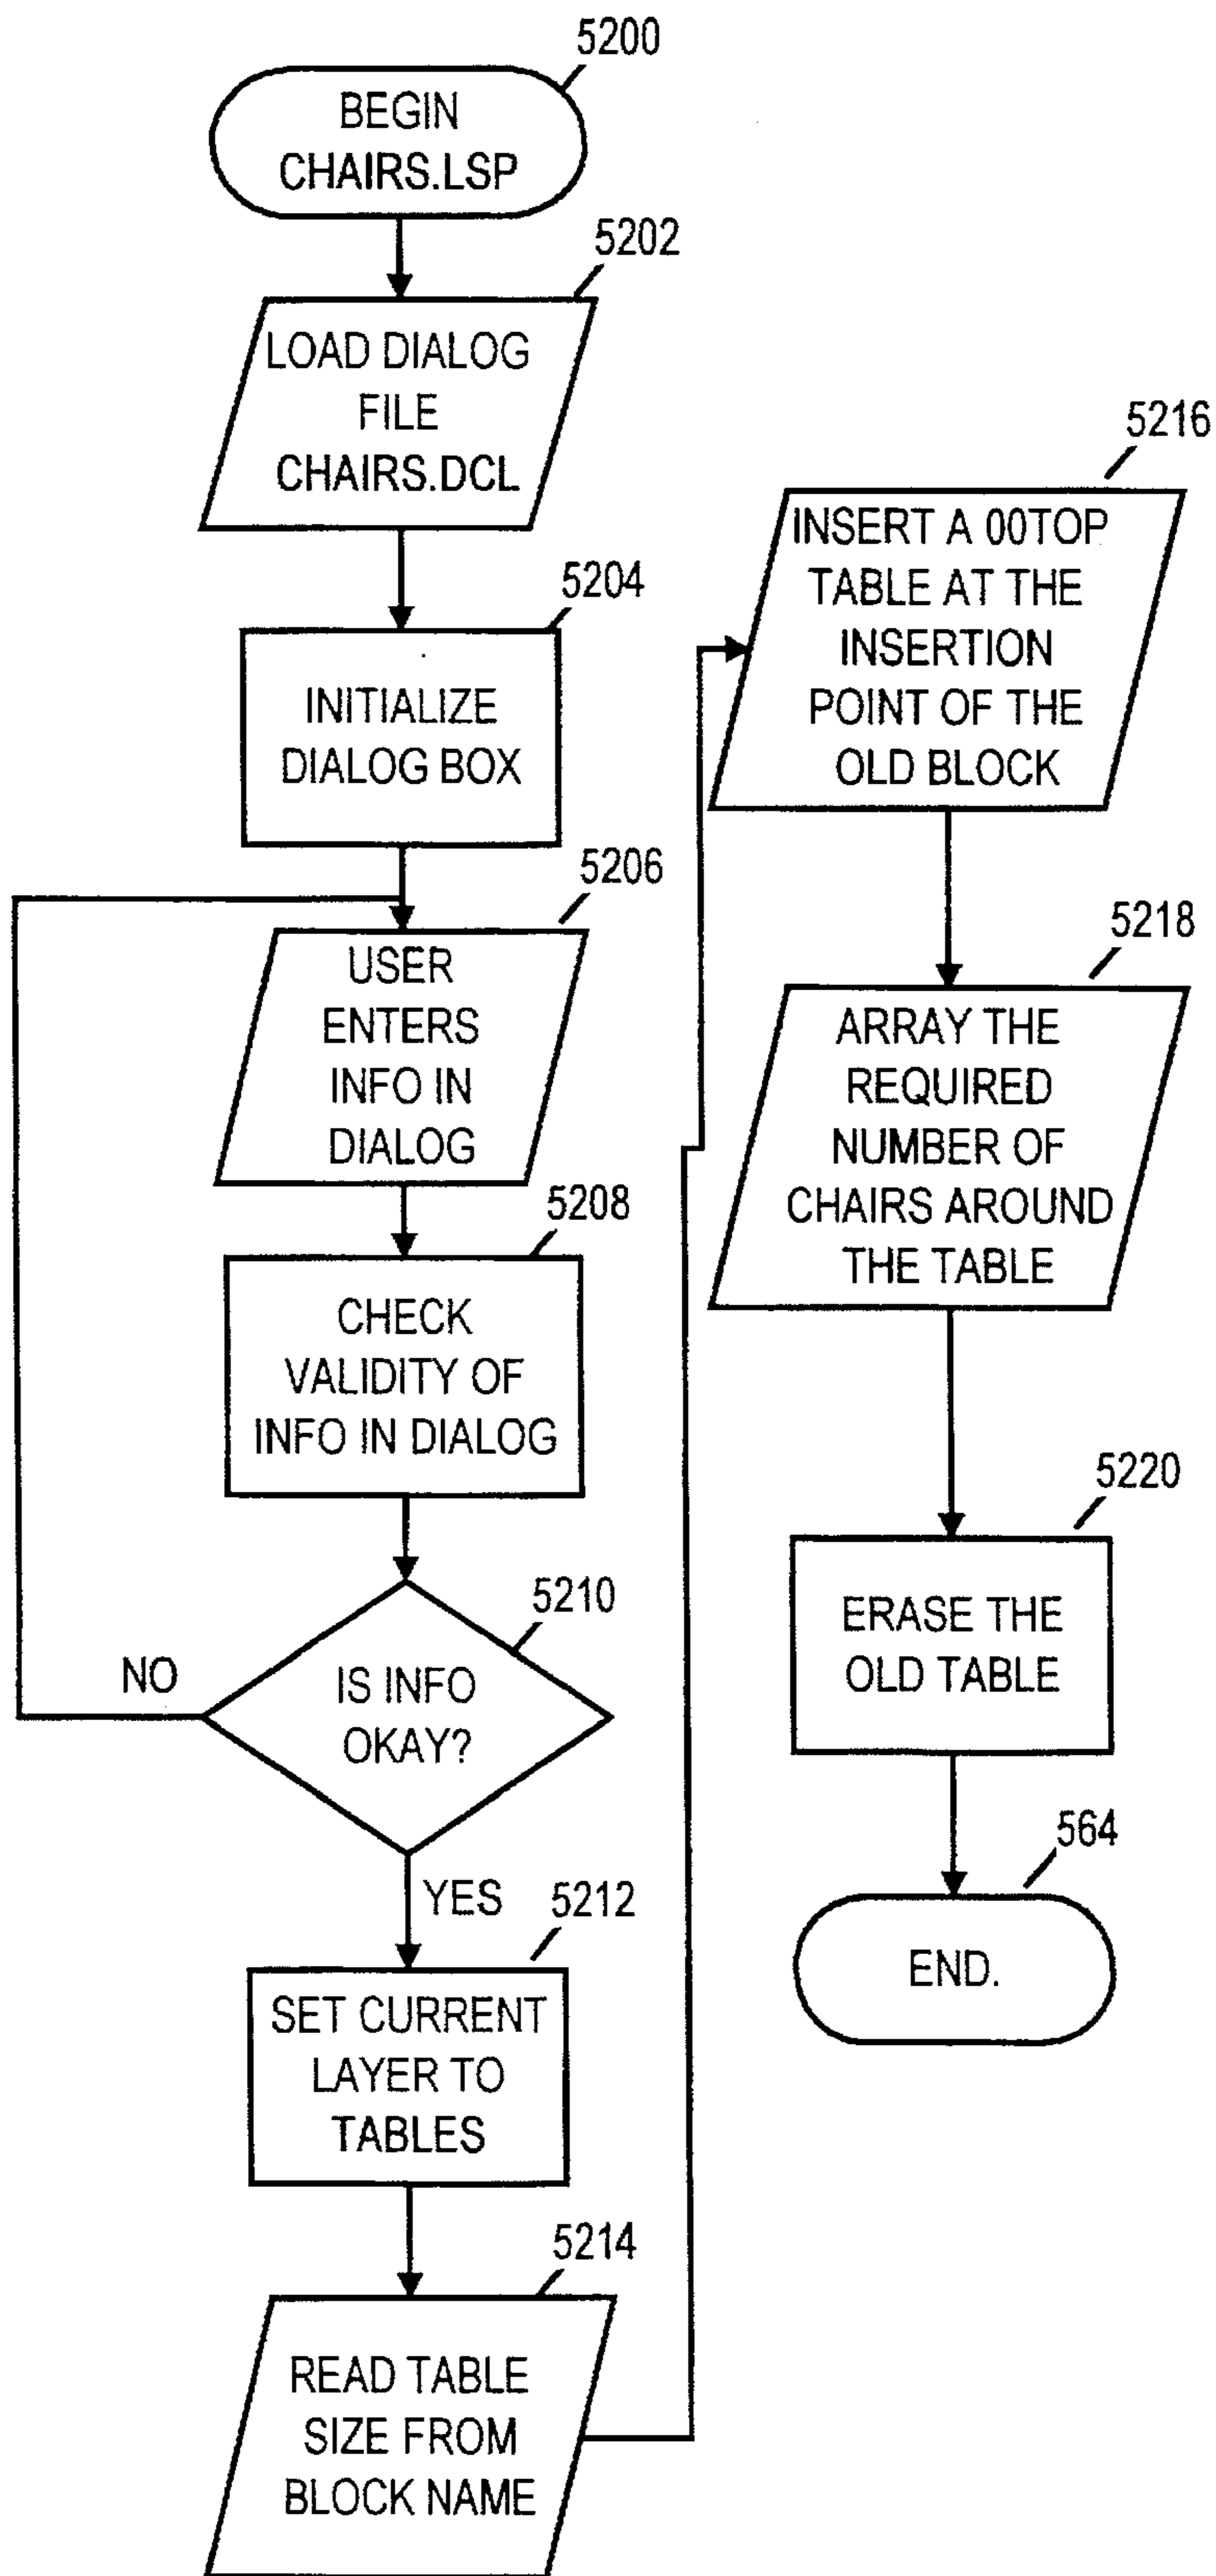 5200
BEGIN
CHAIRS.LSP
5202
LOAD DIALOG
FILE
CHAIRS.DCL
5204
INITIALIZE
DIALOG BOX
5206
USER
ENTERS
INFO IN
DIALOG
5208
CHECK
VALIDITY OF
INFO IN DIALOG
5210
IS INFO
OKAY?
NO
YES
5212
SET CURRENT
LAYER TO
TABLES
5214
READ TABLE
SIZE FROM
BLOCK NAME
5216
INSERT A 00TOP
TABLE AT THE
INSERTION
POINT OF THE
OLD BLOCK
5218
ARRAY THE
REQUIRED
NUMBER OF
CHAIRS AROUND
THE TABLE
5220
ERASE THE
OLD TABLE
564
END.